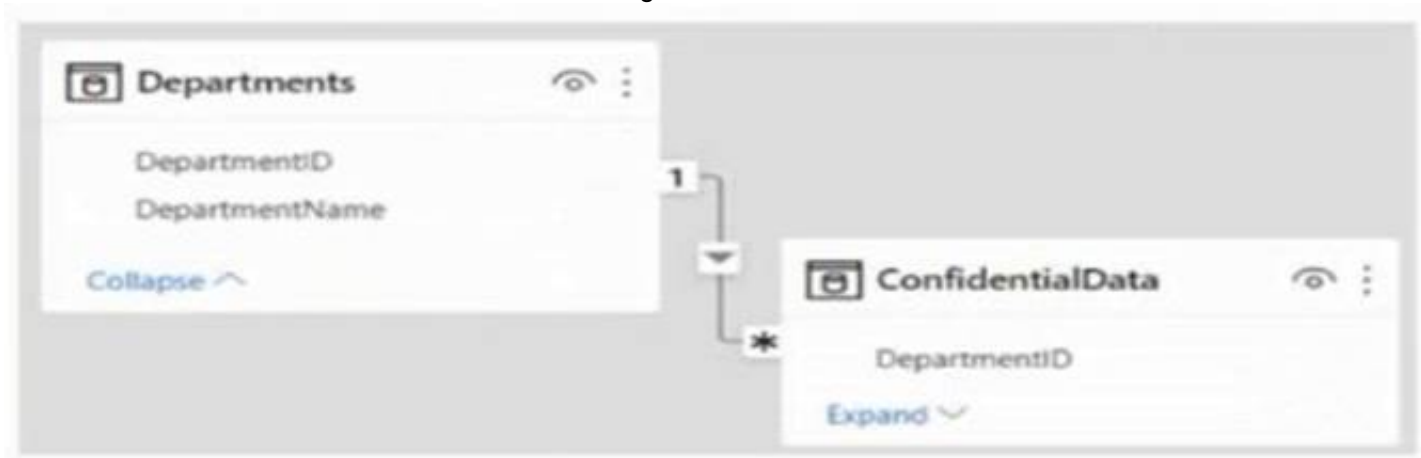 Departments
DepartmentID
DepartmentName
Collapse
1
*
ConfidentialData
DepartmentID
Expand